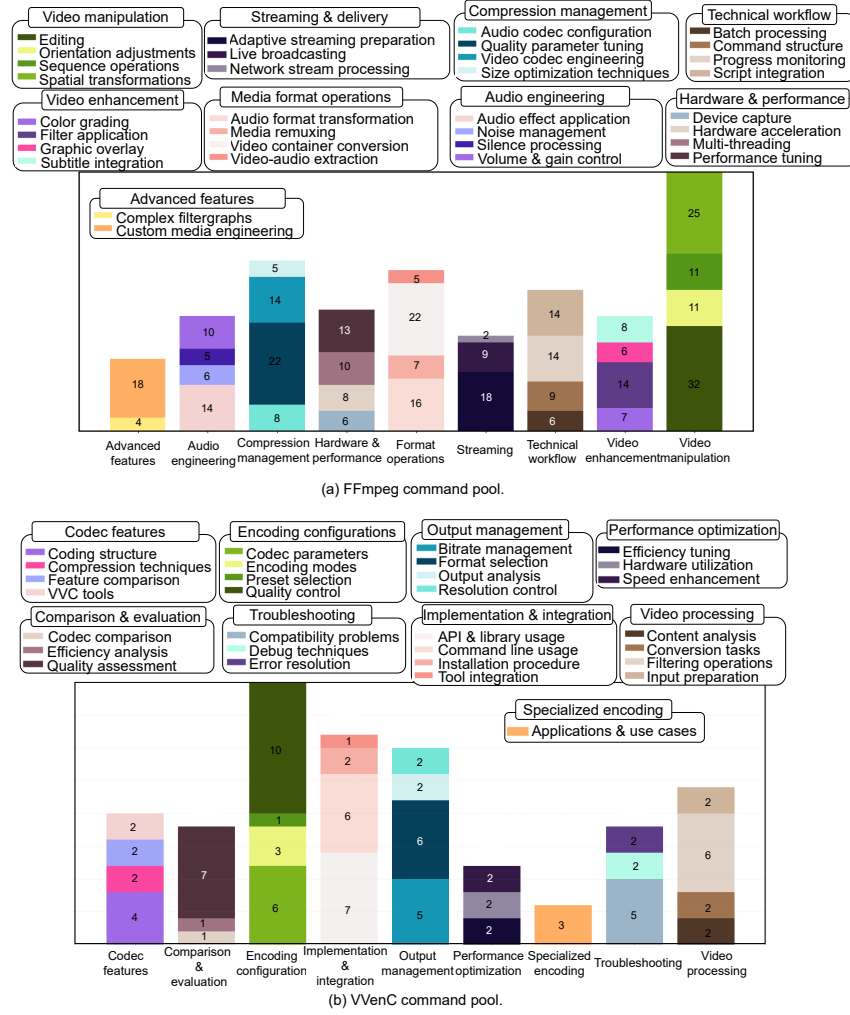 Video manipulation
Editing
Orientation adjustments
Sequence operations
Spatial transformations
Streaming & delivery
Adaptive streaming preparation
Live broadcasting
Network stream processing
Compression management
Audio codec configuration
Quality parameter tuning
Video codec engineering
Size optimization techniques
Technical workflow
Batch processing
Command structure
Progress monitoring
Script integration
Video enhancement
Color grading
Filter application
Graphic overlay
Subtitle integration
Media format operations
Audio format transformation
Media remuxing
Video container conversion
Video-audio extraction
Audio engineering
Audio effect application
Noise management
Silence processing
Volume & gain control
Hardware & performance
Device capture
Hardware acceleration
Multi-threading
Performance tuning
Advanced features
Complex filtergraphs
Custom media engineering
18
4
10
5
6
14
5
14
22
8
13
10
8
6
5
22
7
16
2
9
18
14
14
9
6
8
6
14
7
25
11
11
32
Advanced
features
Audio
engineering
Compression
management
Hardware &
performance
Format
operations
Streaming
Technical
workflow
Video
enhancement
Video
manipulation
(a) FFmpeg command pool.
Codec features
Coding structure
Compression techniques
Feature comparison
VVC tools
Encoding configurations
Codec parameters
Encoding modes
Preset selection
Quality control
Output management
Bitrate management
Format selection
Output analysis
Resolution control
Performance optimization
Efficiency tuning
Hardware utilization
Speed enhancement
Comparison & evaluation
Codec comparison
Efficiency analysis
Quality assessment
Troubleshooting
Compatibility problems
Debug techniques
Error resolution
Implementation & integration
API & library usage
Command line usage
Installation procedure
Tool integration
Video processing
Content analysis
Conversion tasks
Filtering operations
Input preparation
Specialized encoding
Applications & use cases
2
2
2
4
7
1
1
10
1
3
6
1
2
6
7
2
2
6
5
2
2
2
3
2
2
5
2
6
2
2
Codec
features
Comparison
&
evaluation
Encoding
configuration
Implementation
&
integration
Output
management
Performance
optimization
Specialized
encoding
Troubleshooting
Video
processing
(b) VVenC command pool.